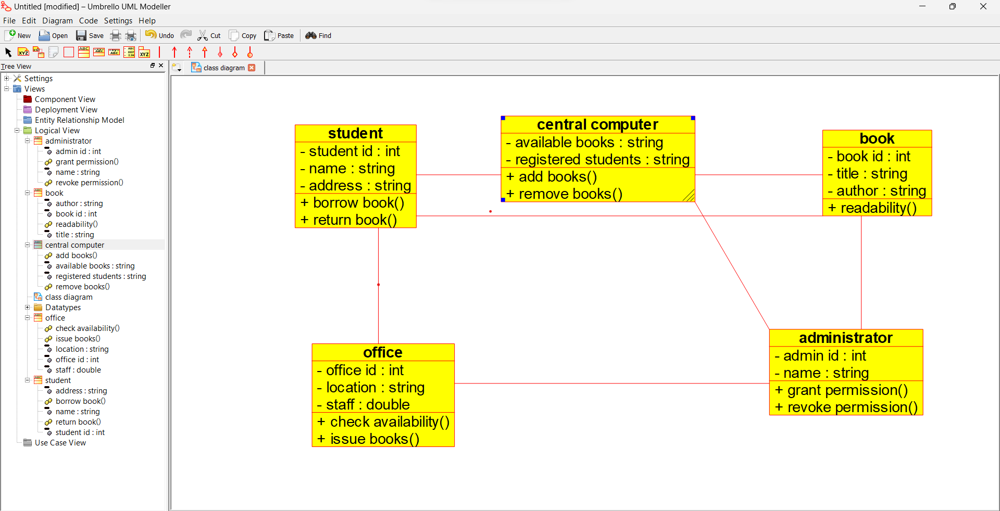 Untitled [modified] – Umbrello UML Modeller
File Edit Diagram Code Settings Help
New Open Save Undo Cut Copy Paste Find
Tree View
class diagram
Settings
Views
Component View
Deployment View
Entity Relationship Model
Logical View
administrator
admin id : int
grant permission()
name : string
revoke permission()
book
author : string
book id : int
readability()
title : string
central computer
add books()
available books : string
registered students : string
remove books()
class diagram
Datatypes
office
check availability()
issue books()
location : string
office id : int
staff : double
student
address : string
borrow book()
name : string
return book()
student id : int
Use Case View
student
- student id : int
- name : string
- address : string
+ borrow book()
+ return book()
central computer
- available books : string
- registered students : string
+ add books()
+ remove books()
book
- book id : int
- title : string
- author : string
+ readability()
office
- office id : int
- location : string
- staff : double
+ check availability()
+ issue books()
administrator
- admin id : int
- name : string
+ grant permission()
+ revoke permission()